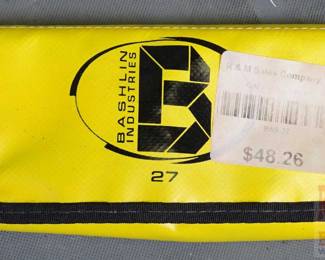 BASHLIN
INDUSTRIES
27
R & M Sales Company
$48.26